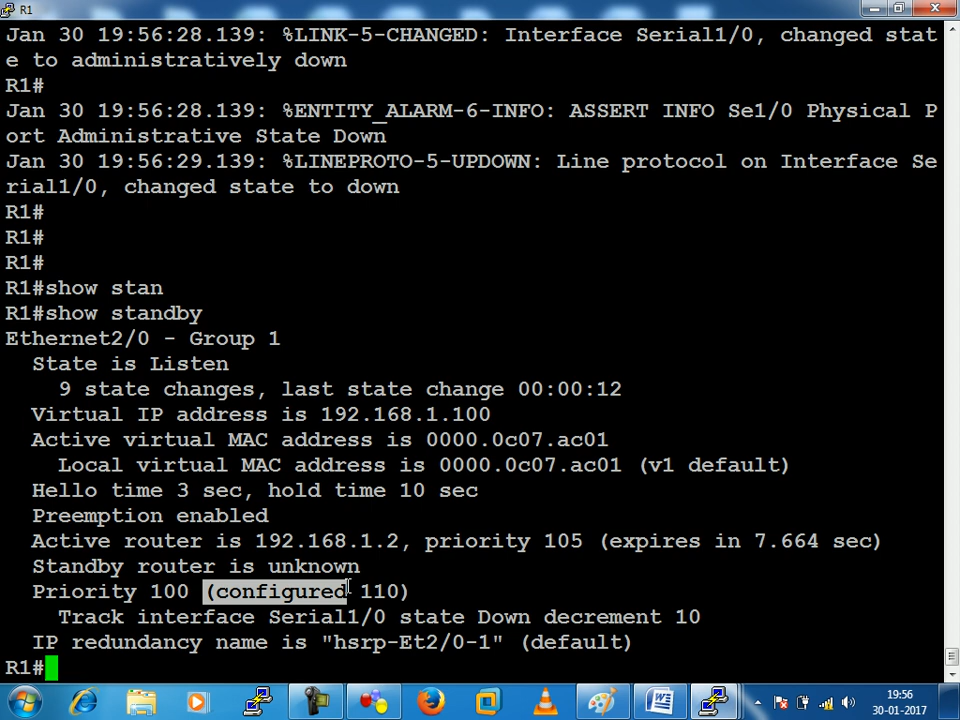 R1
Jan 30 19:56:28.139: %LINK-5-CHANGED: Interface Serial1/0, changed stat
e to administratively down
R1#
Jan 30 19:56:28.139: %ENTITY_ALARM-6-INFO: ASSERT INFO Se1/0 Physical P
ort Administrative State Down
Jan 30 19:56:29.139: %LINEPROTO-5-UPDOWN: Line protocol on Interface Se
rial1/0, changed state to down
R1#
R1#
R1#
R1#show stan
R1#show standby
Ethernet2/0 - Group 1
State is Listen
9 state changes, last state change 00:00:12
Virtual IP address is 192.168.1.100
Active virtual MAC address is 0000.0c07.ac01
Local virtual MAC address is 0000.0c07.ac01 (v1 default)
Hello time 3 sec, hold time 10 sec
Preemption enabled
Active router is 192.168.1.2, priority 105 (expires in 7.664 sec)
Standby router is unknown
Priority 100 (configured 110)
Track interface Serial1/0 state Down decrement 10
IP redundancy name is "hsrp-Et2/0-1" (default)
R1#
19:56
30-01-2017